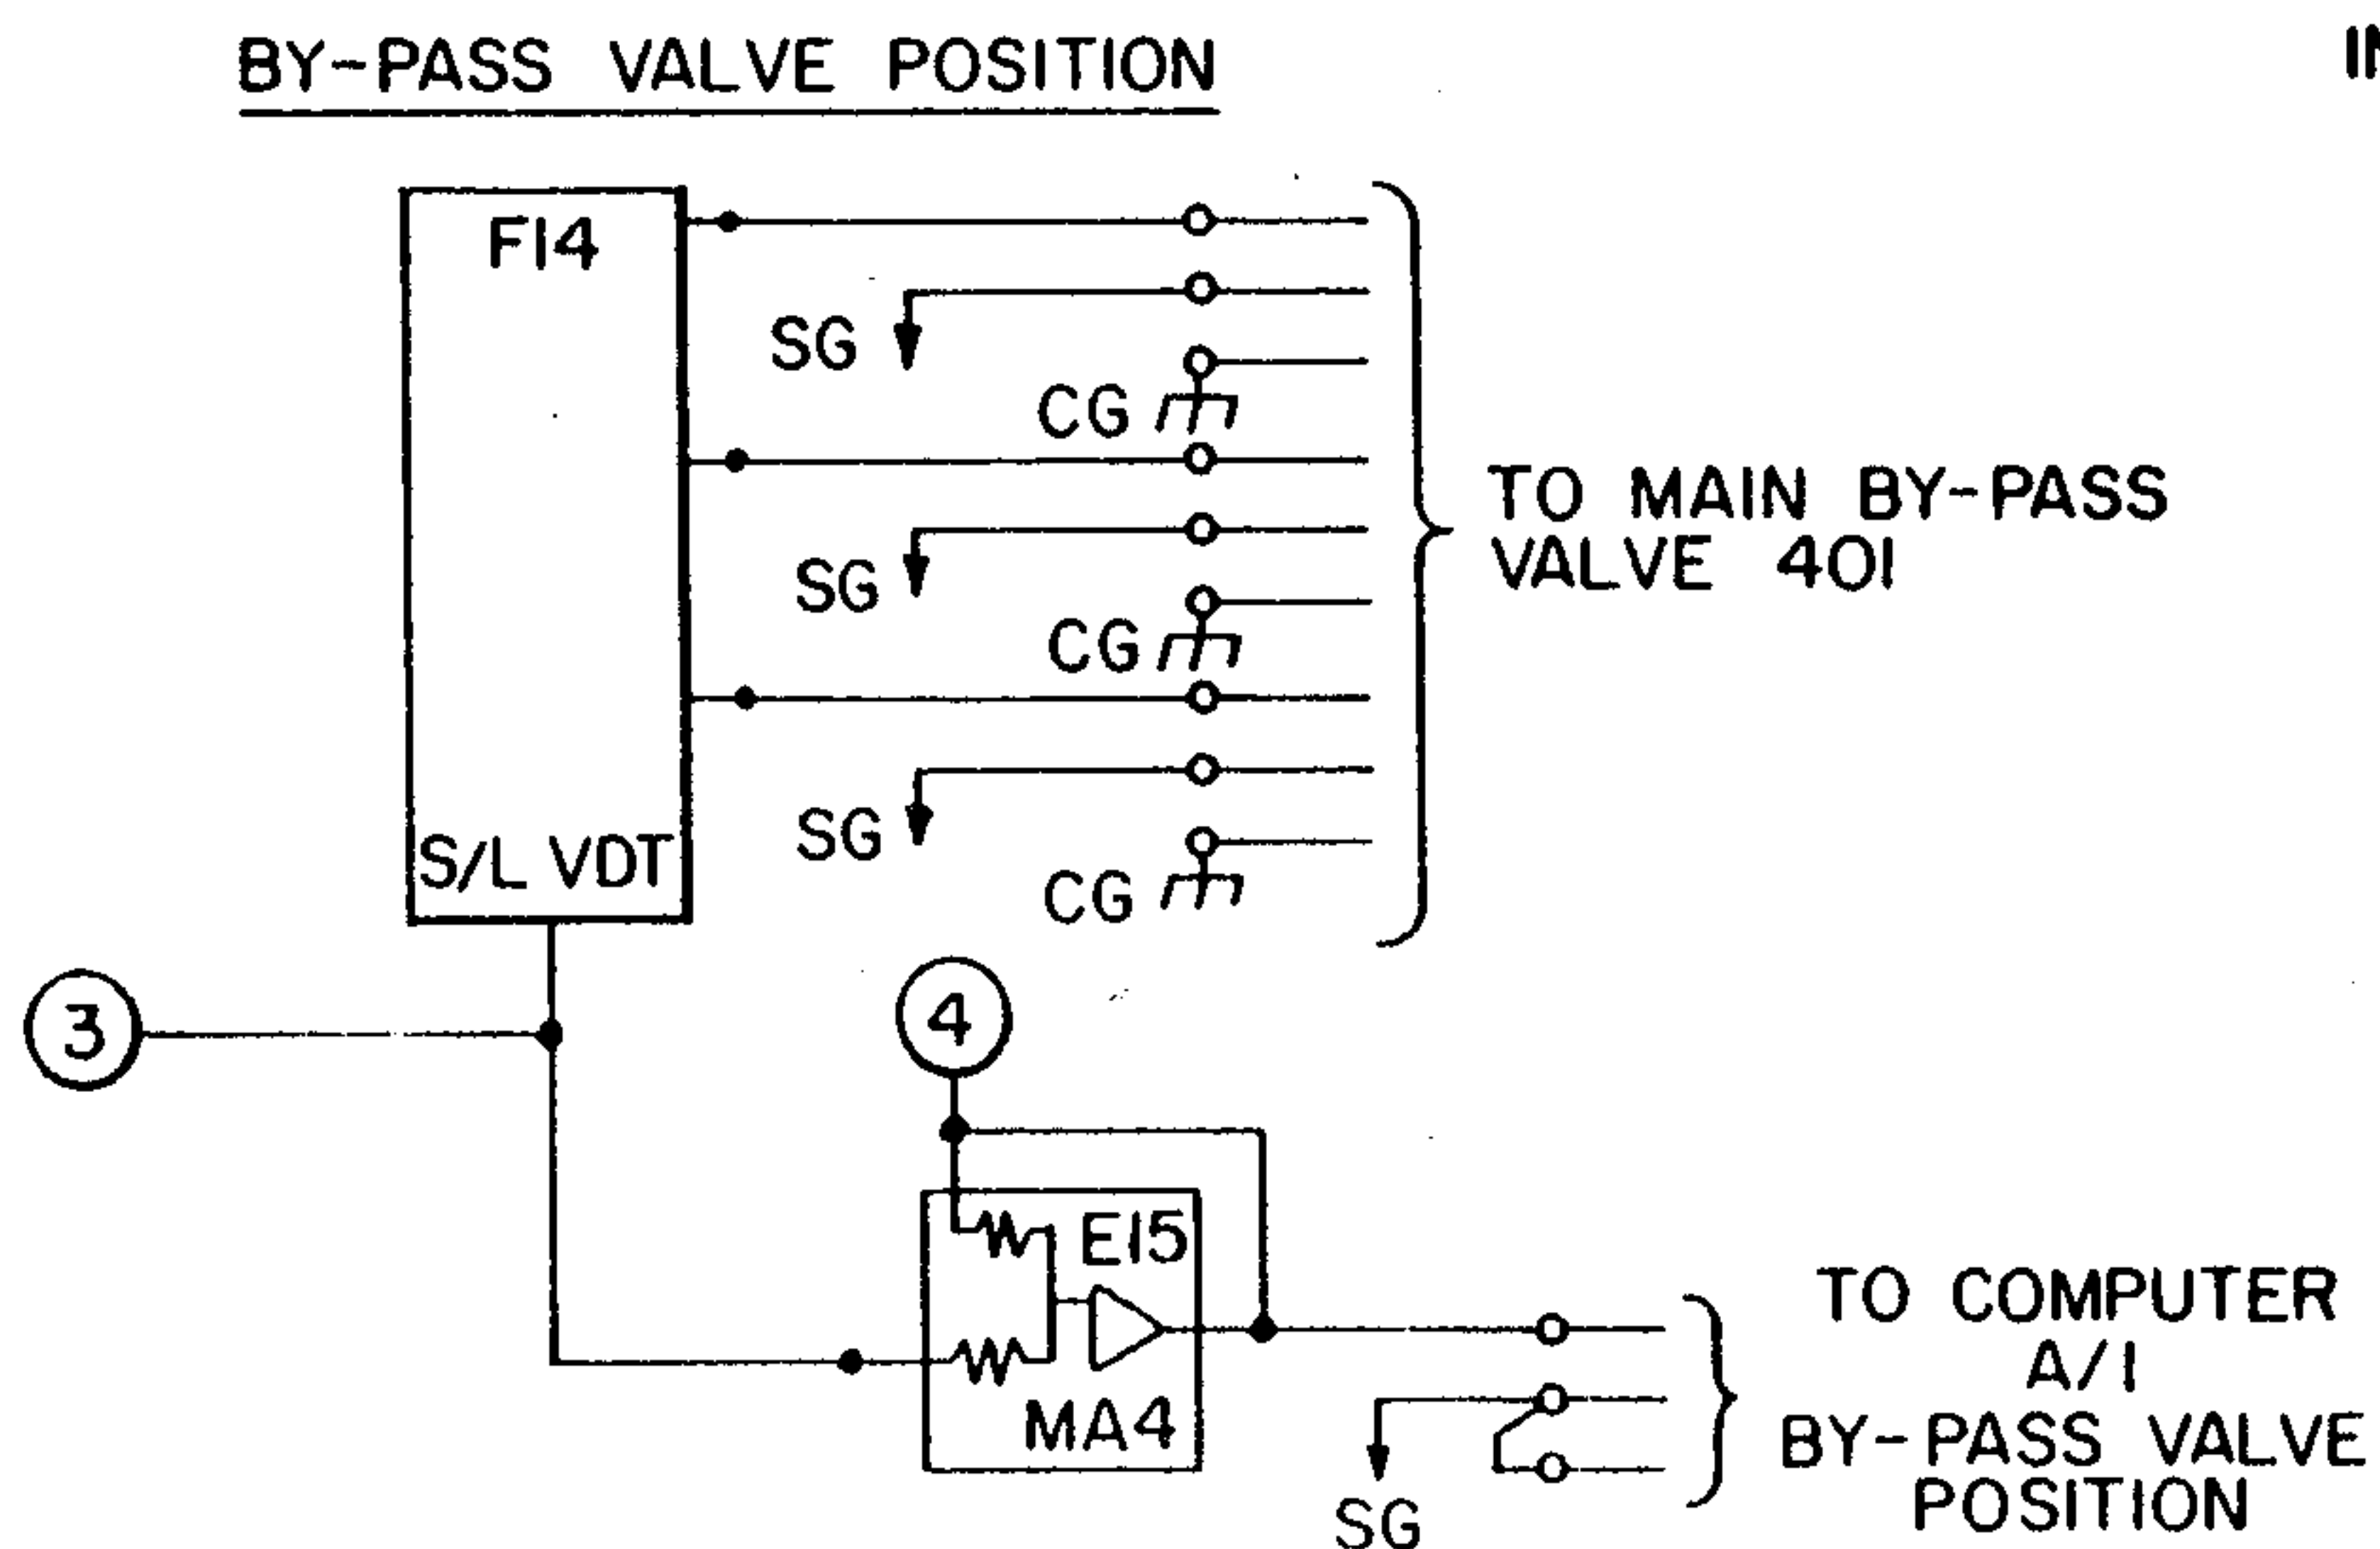 BY-PASS VALVE POSITION
IN
F14
SG
CG
TO MAIN BY-PASS
VALVE 401
SG
CG
S/L VDT
SG
CG
3
4
E15
MA4
TO COMPUTER
A/I
BY-PASS VALVE
POSITION
SG